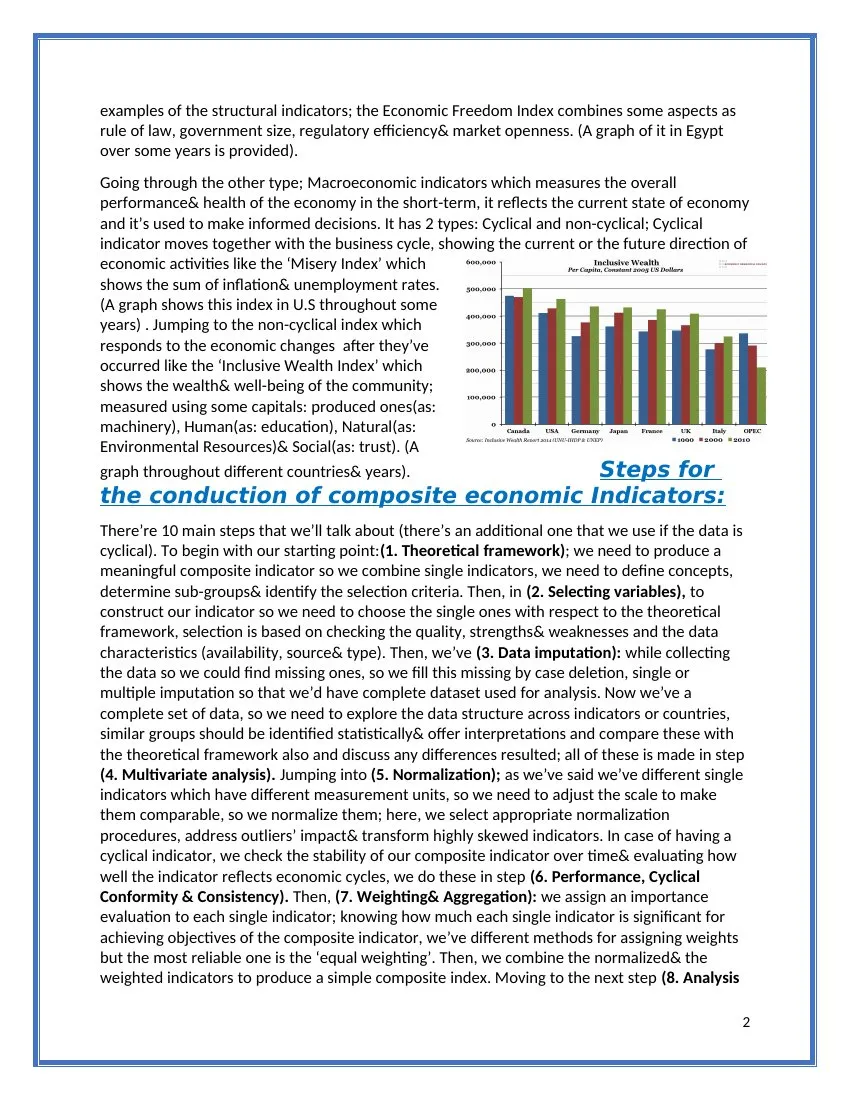 examples of the structural indicators; the Economic Freedom Index combines some aspects as
rule of law, government size, regulatory efficiency& market openness. (A graph of it in Egypt
over some years is provided).
Going through the other type; Macroeconomic indicators which measures the overall
performance& health of the economy in the short-term, it reflects the current state of economy
and it’s used to make informed decisions. It has 2 types: Cyclical and non-cyclical; Cyclical
indicator moves together with the business cycle, showing the current or the future direction of
economic activities like the ‘Misery Index’ which
shows the sum of inflation& unemployment rates.
(A graph shows this index in U.S throughout some
years) . Jumping to the non-cyclical index which
responds to the economic changes  after they’ve
occurred like the ‘Inclusive Wealth Index’ which
shows the wealth& well-being of the community;
measured using some capitals: produced ones(as:
machinery), Human(as: education), Natural(as:
Environmental Resources)& Social(as: trust). (A
graph throughout different countries& years).
Inclusive Wealth
Per Capita, Constant 2005 US Dollars
600,000
500,000
400,000
300,000
200,000
100,000
0
Canada USA Germany Japan France UK Italy OPEC
Source: Inclusive Wealth Report 2014 (UNU-IHDP & UNEP)
1990 2000 2010
Steps for
the conduction of composite economic Indicators:
There’re 10 main steps that we’ll talk about (there’s an additional one that we use if the data is
cyclical). To begin with our starting point:(1. Theoretical framework); we need to produce a
meaningful composite indicator so we combine single indicators, we need to define concepts,
determine sub-groups& identify the selection criteria. Then, in (2. Selecting variables), to
construct our indicator so we need to choose the single ones with respect to the theoretical
framework, selection is based on checking the quality, strengths& weaknesses and the data
characteristics (availability, source& type). Then, we’ve (3. Data imputation): while collecting
the data so we could find missing ones, so we fill this missing by case deletion, single or
multiple imputation so that we’d have complete dataset used for analysis. Now we’ve a
complete set of data, so we need to explore the data structure across indicators or countries,
similar groups should be identified statistically& offer interpretations and compare these with
the theoretical framework also and discuss any differences resulted; all of these is made in step
(4. Multivariate analysis). Jumping into (5. Normalization); as we’ve said we’ve different single
indicators which have different measurement units, so we need to adjust the scale to make
them comparable, so we normalize them; here, we select appropriate normalization
procedures, address outliers’ impact& transform highly skewed indicators. In case of having a
cyclical indicator, we check the stability of our composite indicator over time& evaluating how
well the indicator reflects economic cycles, we do these in step (6. Performance, Cyclical
Conformity & Consistency). Then, (7. Weighting& Aggregation): we assign an importance
evaluation to each single indicator; knowing how much each single indicator is significant for
achieving objectives of the composite indicator, we’ve different methods for assigning weights
but the most reliable one is the ‘equal weighting’. Then, we combine the normalized& the
weighted indicators to produce a simple composite index. Moving to the next step (8. Analysis
2